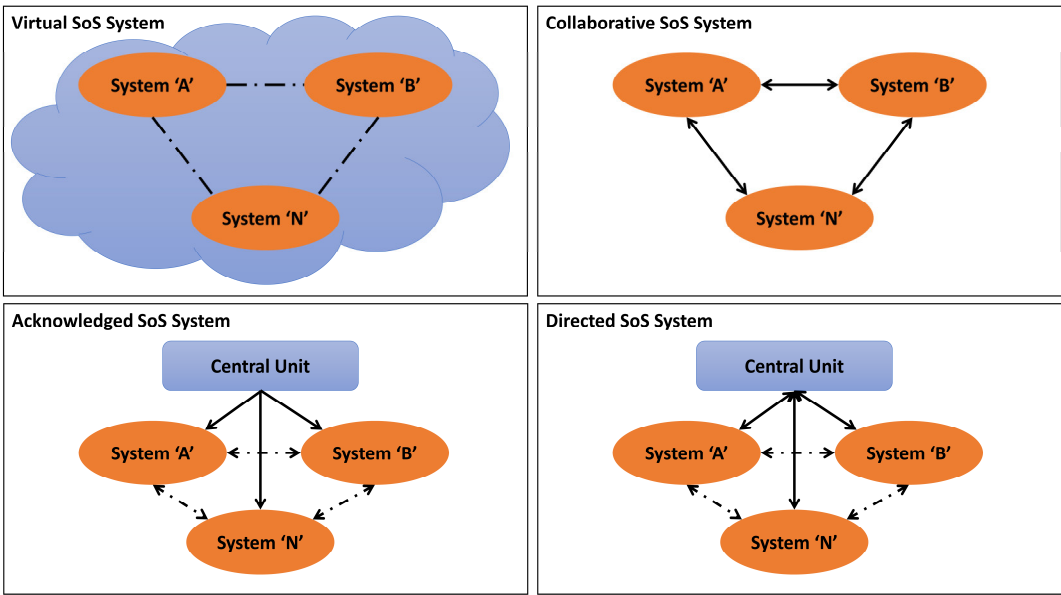 Virtual SoS System
System ‘A’
System ‘B’
System ‘N’
Collaborative SoS System
System ‘A’
System ‘B’
System ‘N’
Acknowledged SoS System
Central Unit
System ‘A’
System ‘B’
System ‘N’
Directed SoS System
Central Unit
System ‘A’
System ‘B’
System ‘N’